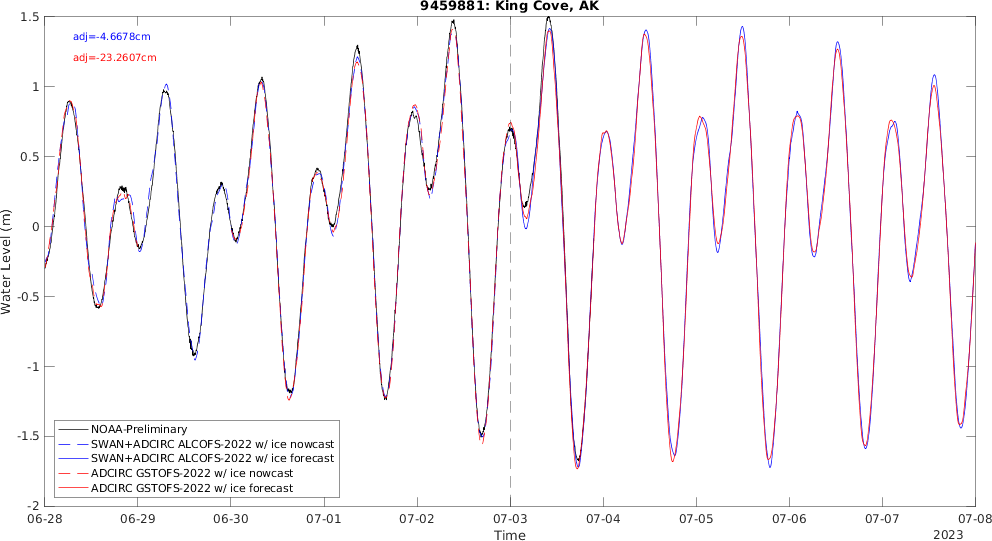 9459881: King Cove, AK
adj=-4.6678cm
adj=-23.2607cm
1.5
1
0.5
0
-0.5
-1
-1.5
-2
Water Level (m)
NOAA-Preliminary
SWAN+ADCIRC ALCOFS-2022 w/ ice nowcast
SWAN+ADCIRC ALCOFS-2022 w/ ice forecast
ADCIRC GSTOFS-2022 w/ ice nowcast
ADCIRC GSTOFS-2022 w/ ice forecast
06-28 06-29 06-30 07-01 07-02 07-03 07-04 07-05 07-06 07-07 07-08
Time
2023